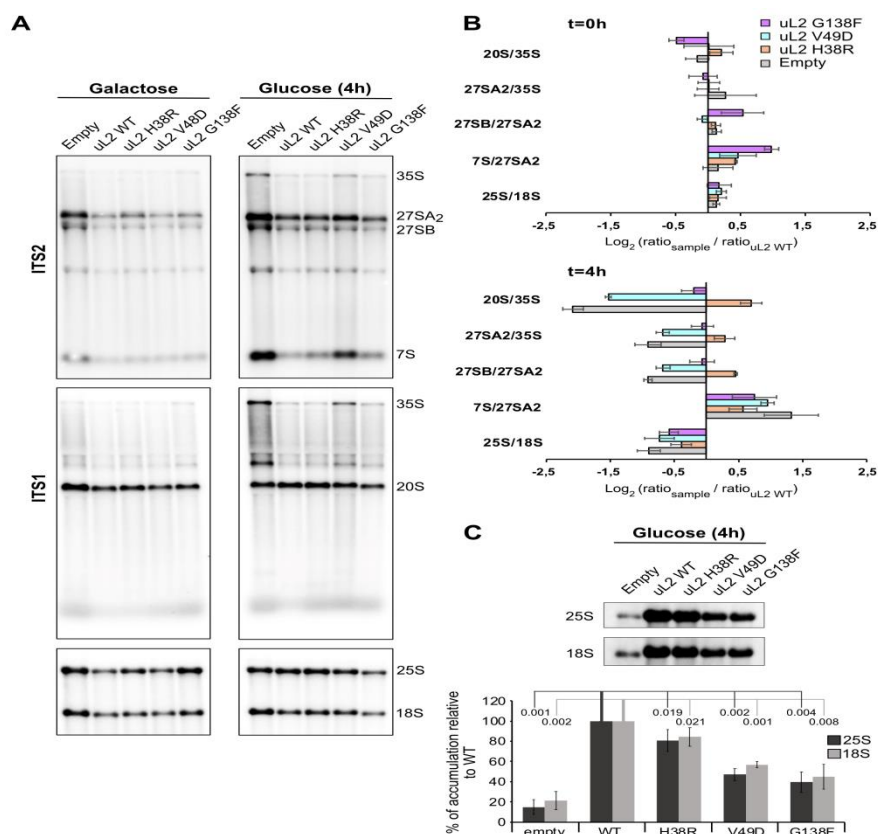 A
Galactose
Glucose (4h)
Empty
uL2 WT
uL2 H38R
uL2 V48D
uL2 G138F
Empty
uL2 WT
uL2 H38R
uL2 V49D
uL2 G138F
ITS2
35S
27SA2
27SB
7S
ITS1
35S
20S
25S
18S
B
t=0h
uL2 G138F
uL2 V49D
uL2 H38R
Empty
20S/35S
27SA2/35S
27SB/27SA2
7S/27SA2
25S/18S
-2,5 -1,5 -0,5 0,5 1,5 2,5
Log2 (ratiosample / ratiouL2 WT)
t=4h
20S/35S
27SA2/35S
27SB/27SA2
7S/27SA2
25S/18S
-2,5 -1,5 -0,5 0,5 1,5 2,5
Log2 (ratiosample / ratiouL2 WT)
C
Glucose (4h)
Empty
uL2 WT
uL2 H38R
uL2 V49D
uL2 G138F
25S
18S
% of accumulation relative
to WT
120
100
80
60
40
20
0
0.001
0.002
0.019
0.021
0.002
0.001
0.004
0.008
25S
18S
empty WT H38R V49D G138F